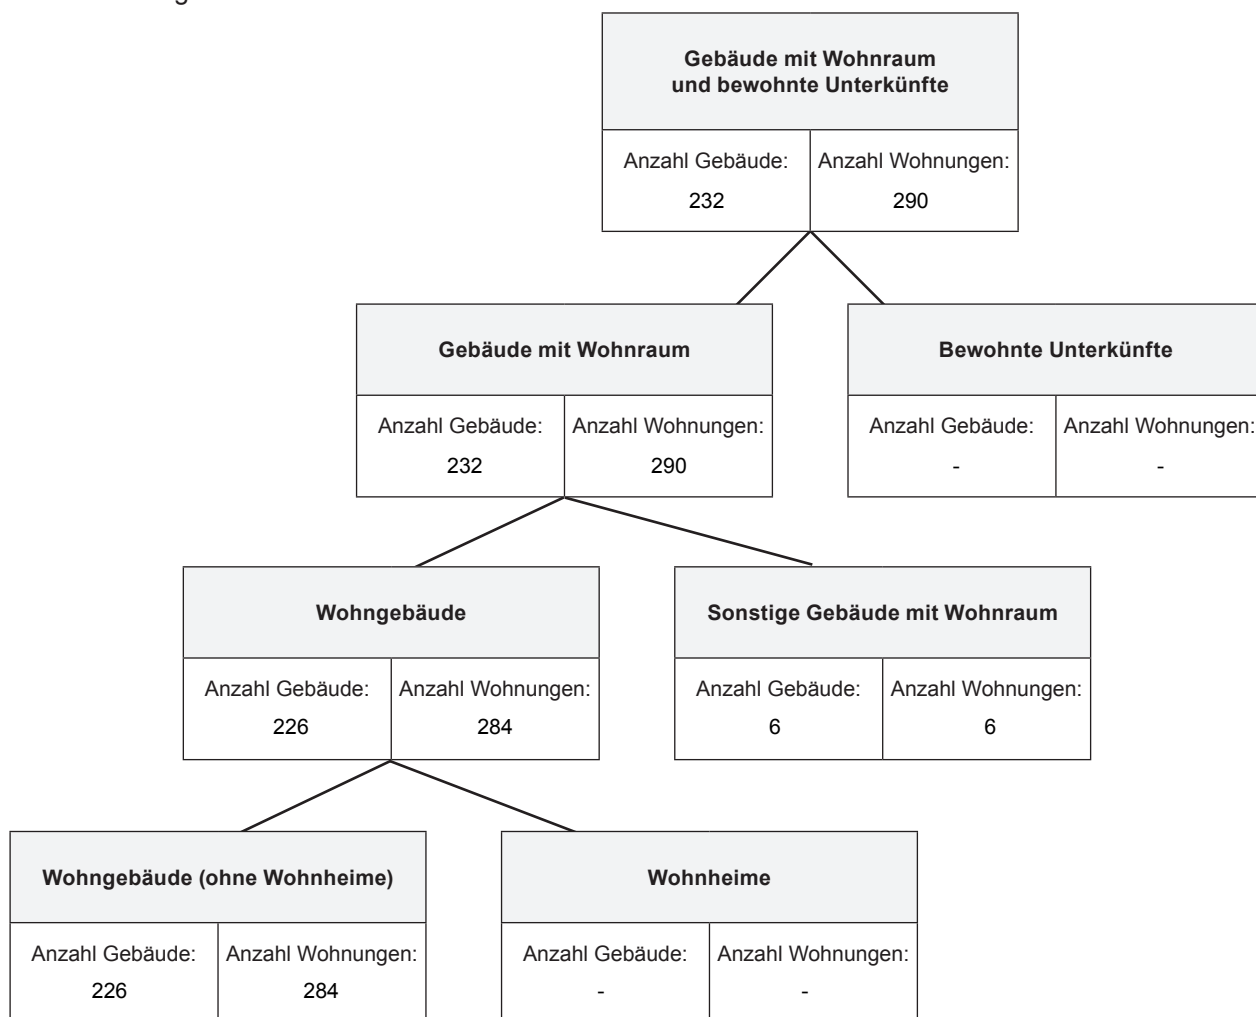 Gebäude mit Wohnraum
und bewohnte Unterkünfte
Anzahl Gebäude: Anzahl Wohnungen:
232 290
Gebäude mit Wohnraum
Anzahl Gebäude: Anzahl Wohnungen:
232 290
Bewohnte Unterkünfte
Anzahl Gebäude: Anzahl Wohnungen:
- -
Wohngebäude
Anzahl Gebäude: Anzahl Wohnungen:
226 284
Sonstige Gebäude mit Wohnraum
Anzahl Gebäude: Anzahl Wohnungen:
6 6
Wohngebäude (ohne Wohnheime)
Anzahl Gebäude: Anzahl Wohnungen:
226 284
Wohnheime
Anzahl Gebäude: Anzahl Wohnungen:
- -